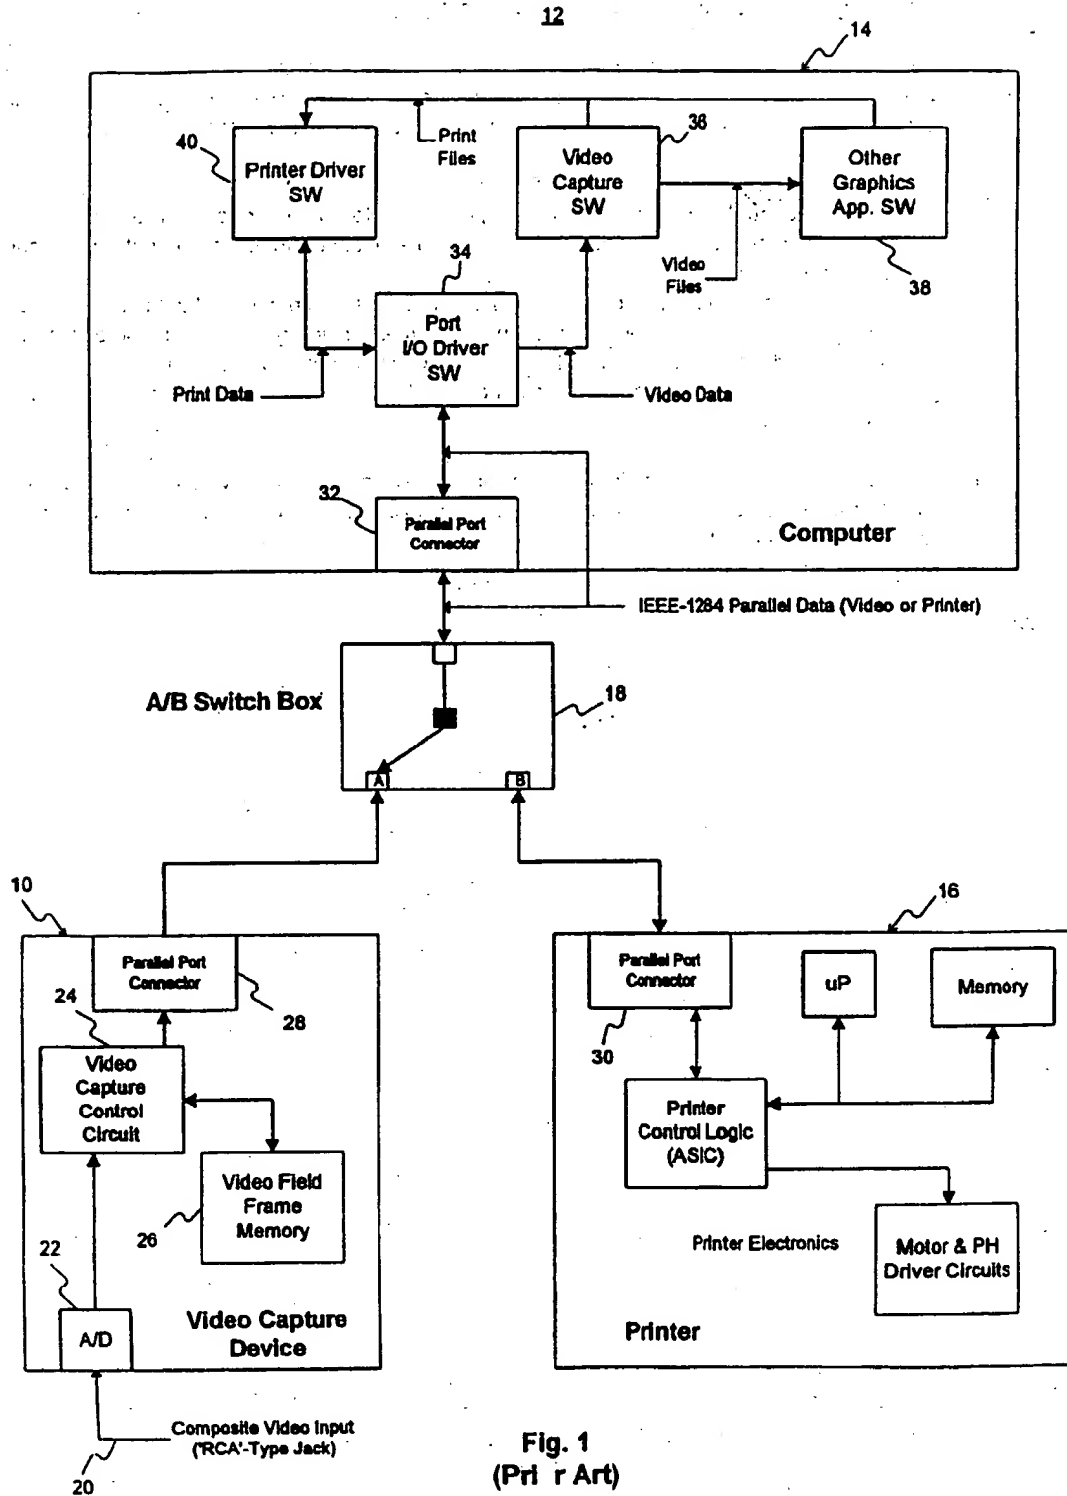 12
14
Print
Files
40
Printer Driver
SW
36
Video
Capture
SW
Other
Graphics
App. SW
38
Video
Files
34
Port
I/O Driver
SW
Print Data
Video Data
32
Parallel Port
Connector
Computer
IEEE-1284 Parallel Data (Video or Printer)
A/B Switch Box
18
A
B
10
16
Parallel Port
Connector
28
24
Video
Capture
Control
Circuit
Video Field
Frame
Memory
26
22
A/D
Video Capture
Device
Composite Video Input
('RCA'-Type Jack)
20
Parallel Port
Connector
30
uP
Memory
Printer
Control Logic
(ASIC)
Printer Electronics
Motor & PH
Driver Circuits
Printer
Fig. 1
(Pri r Art)